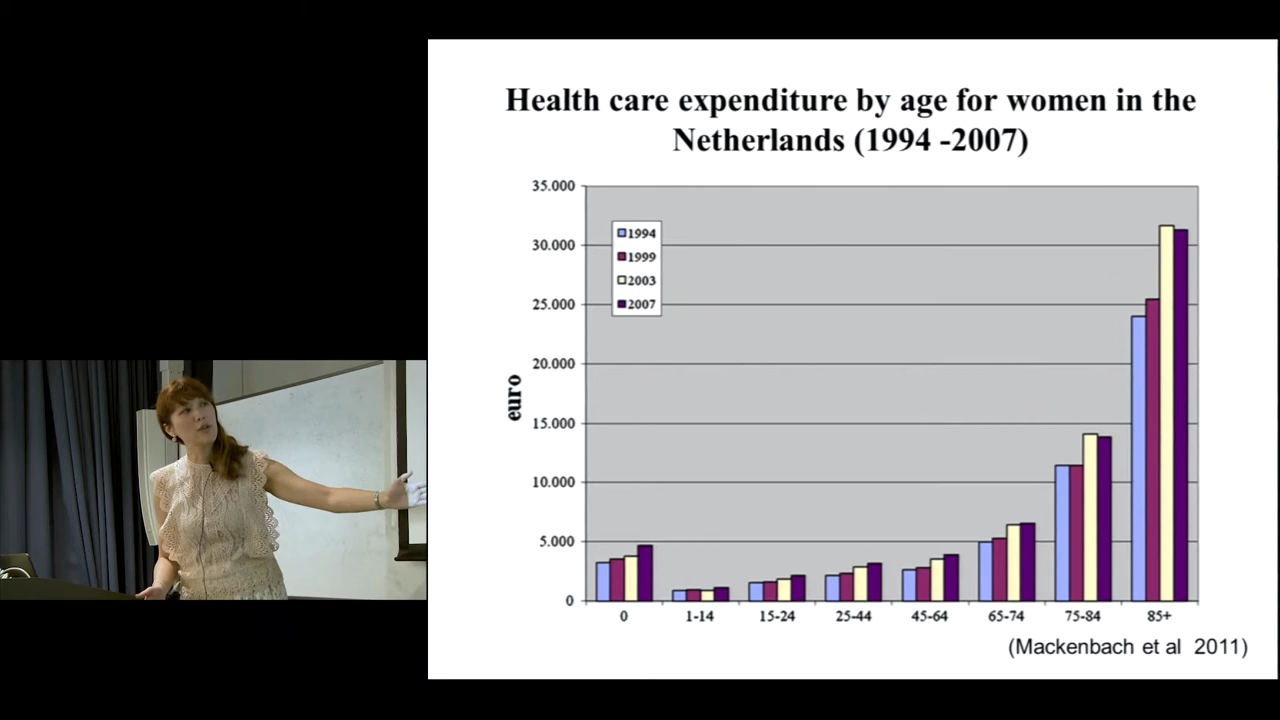 Health care expenditure by age for women in the
Netherlands (1994 -2007)
35.000
30.000
25.000
20.000
15.000
10.000
5.000
0
euro
1994
1999
2003
2007
0 1-14 15-24 25-44 45-64 65-74 75-84 85+
(Mackenbach et al 2011)